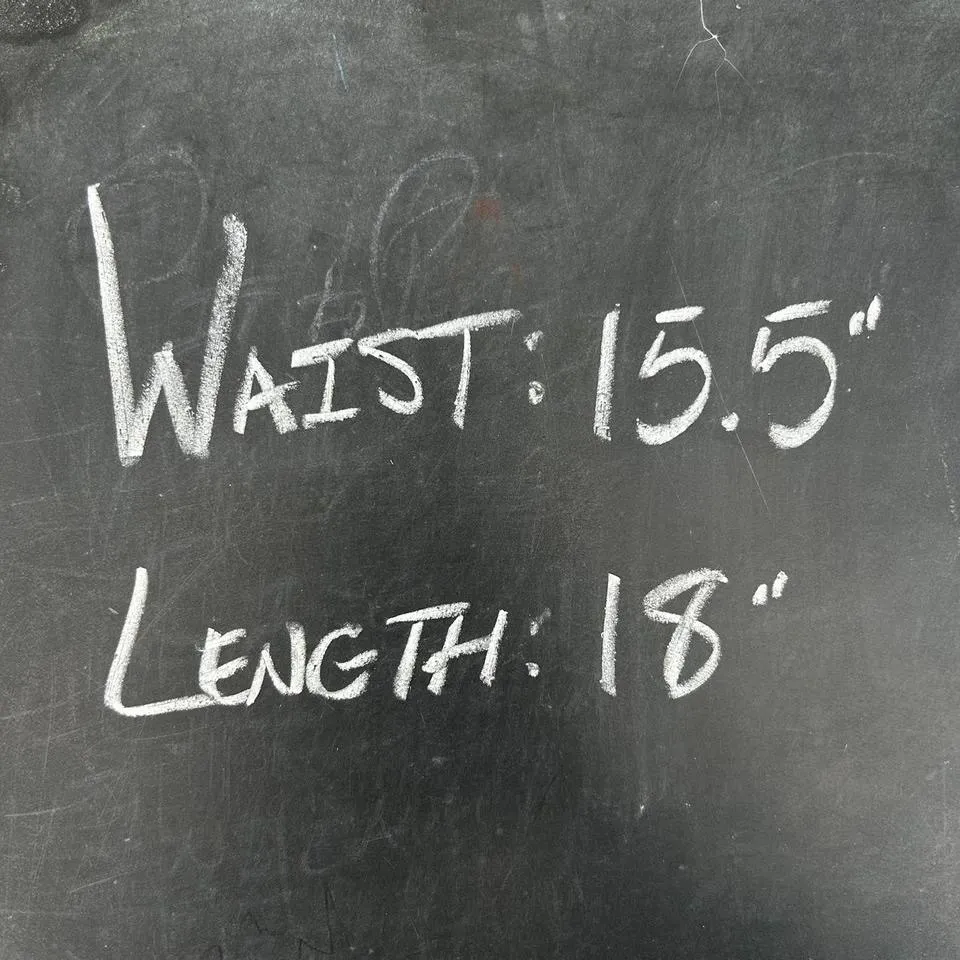 WAIST: 15.5"
LENGTH: 18"